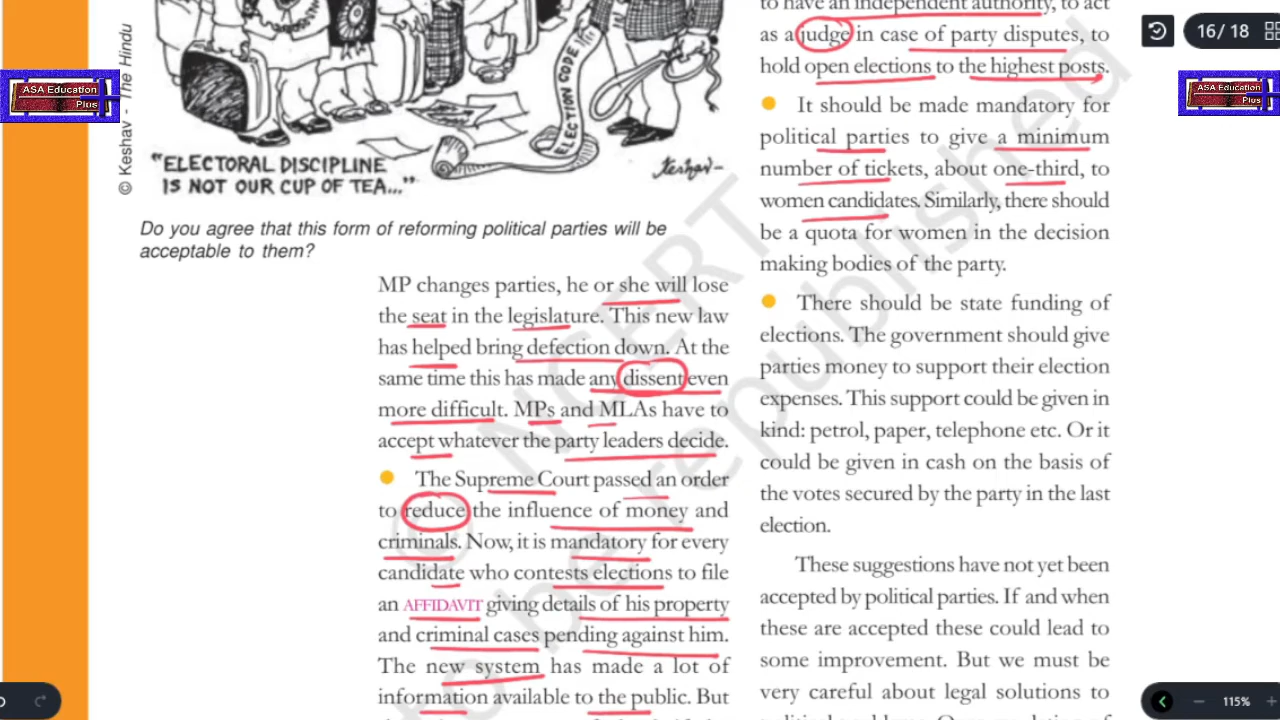 © Keshav - The Hindu
ELECTION CODE
"ELECTORAL DISCIPLINE
IS NOT OUR CUP OF TEA..."
Keshav-
Do you agree that this form of reforming political parties will be
acceptable to them?
MP changes parties, he or she will lose
the seat in the legislature. This new law
has helped bring defection down. At the
same time this has made any dissent even
more difficult. MPs and MLAs have to
accept whatever the party leaders decide.
The Supreme Court passed an order
to reduce the influence of money and
criminals. Now, it is mandatory for every
candidate who contests elections to file
an AFFIDAVIT giving details of his property
and criminal cases pending against him.
The new system has made a lot of
information available to the public. But
to have an independent authority, to act
as a judge in case of party disputes, to
hold open elections to the highest posts.
It should be made mandatory for
political parties to give a minimum
number of tickets, about one-third, to
women candidates. Similarly, there should
be a quota for women in the decision
making bodies of the party.
There should be state funding of
elections. The government should give
parties money to support their election
expenses. This support could be given in
kind: petrol, paper, telephone etc. Or it
could be given in cash on the basis of
the votes secured by the party in the last
election.
These suggestions have not yet been
accepted by political parties. If and when
these are accepted these could lead to
some improvement. But we must be
very careful about legal solutions to
ASA Education
Plus
ASA Education
Plus
16/ 18
115%
© NCERT
to be republished